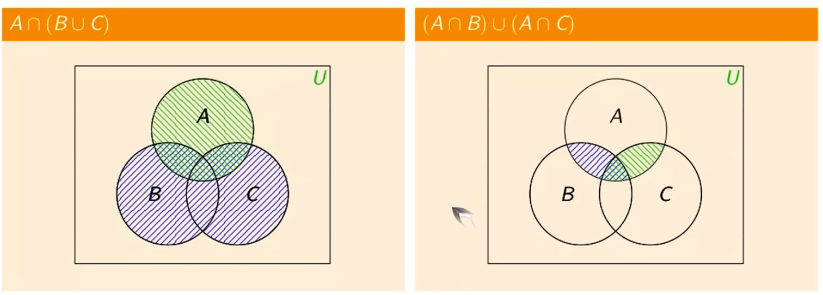 A ∩ (B ∪ C)
U
A
B C
(A ∩ B) ∪ (A ∩ C)
U
A
B C